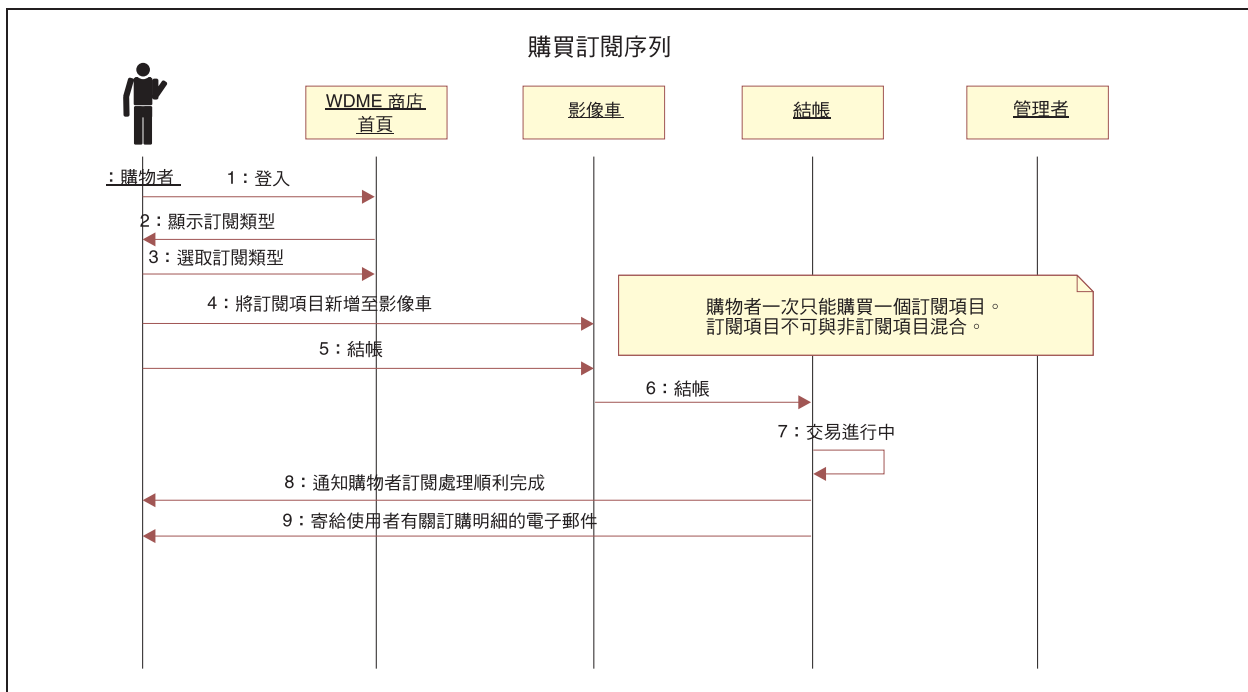 購買訂閱序列
WDME 商店
首頁
影像車
結帳
管理者
：購物者
1：登入
2：顯示訂閱類型
3：選取訂閱類型
4：將訂閱項目新增至影像車
購物者一次只能購買一個訂閱項目。
訂閱項目不可與非訂閱項目混合。
5：結帳
6：結帳
7：交易進行中
8：通知購物者訂閱處理順利完成
9：寄給使用者有關訂購明細的電子郵件